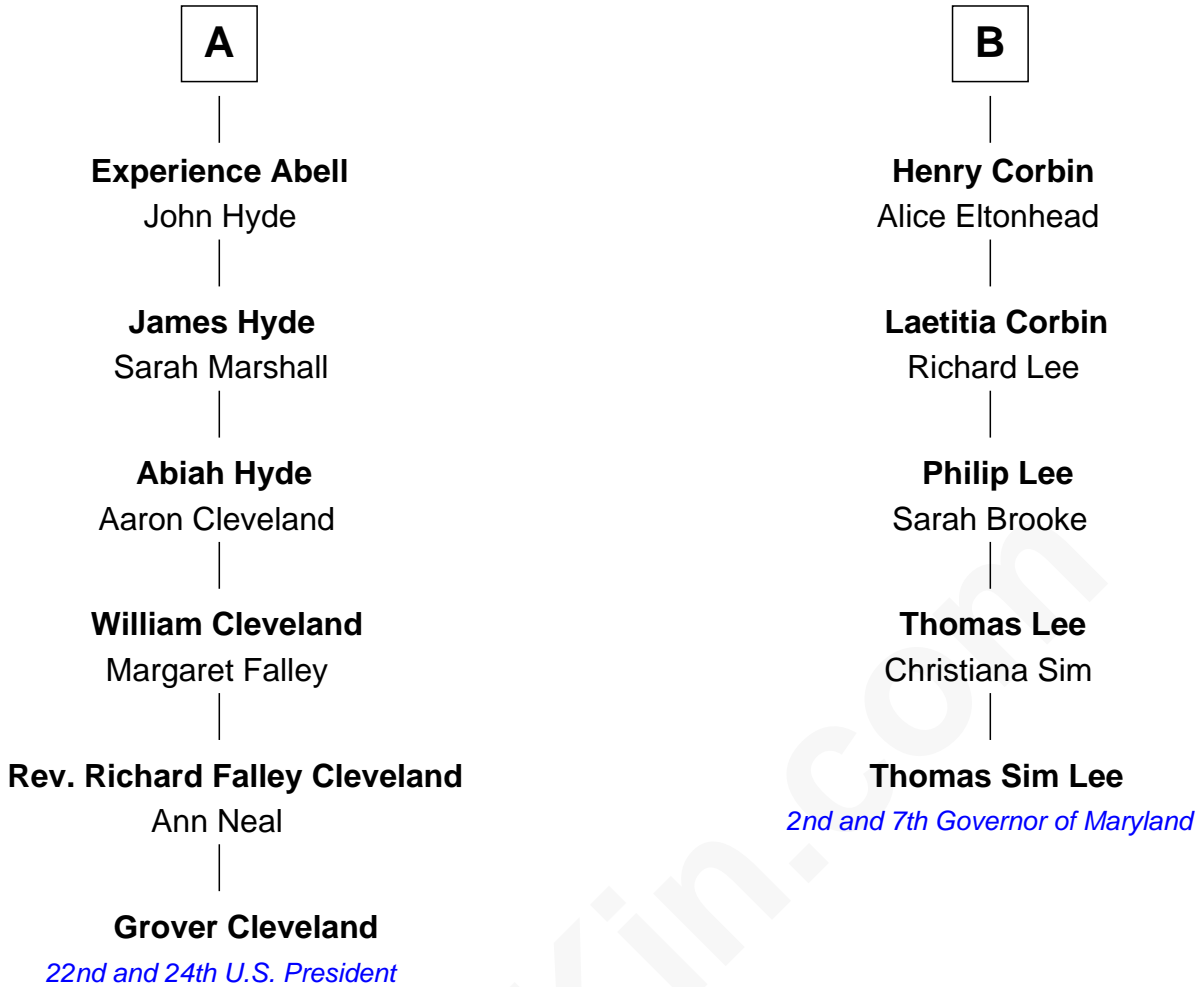 A
Experience Abell
John Hyde
James Hyde
Sarah Marshall
Abiah Hyde
Aaron Cleveland
William Cleveland
Margaret Falley
Rev. Richard Falley Cleveland
Ann Neal
Grover Cleveland
22nd and 24th U.S. President
B
Henry Corbin
Alice Eltonhead
Laetitia Corbin
Richard Lee
Philip Lee
Sarah Brooke
Thomas Lee
Christiana Sim
Thomas Sim Lee
2nd and 7th Governor of Maryland
Kin.com